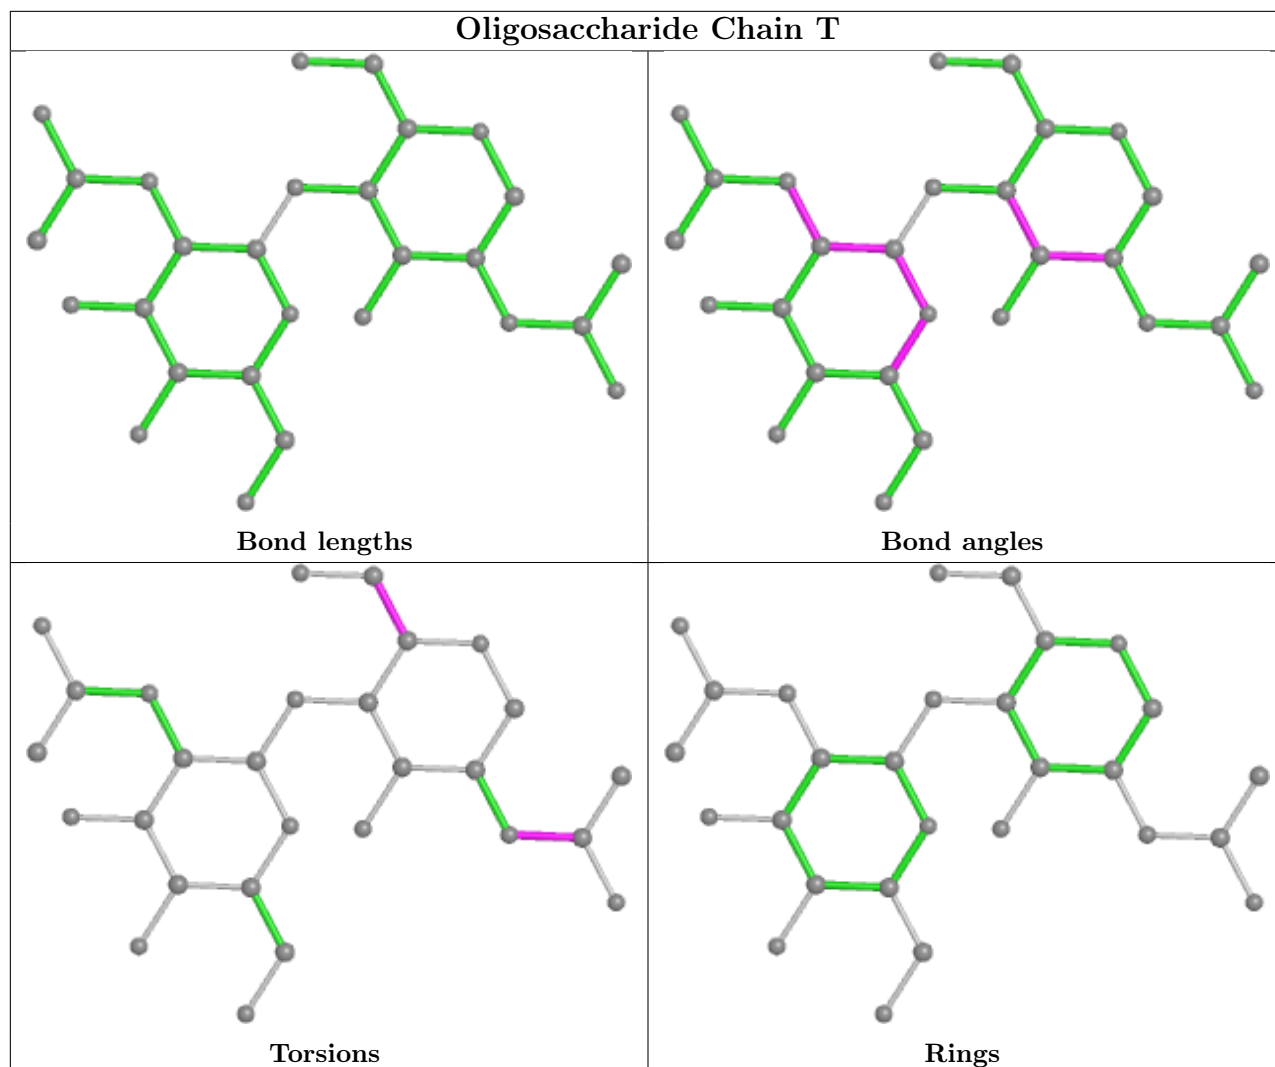 Oligosaccharide Chain T
Bond lengths
Bond angles
Torsions
Rings